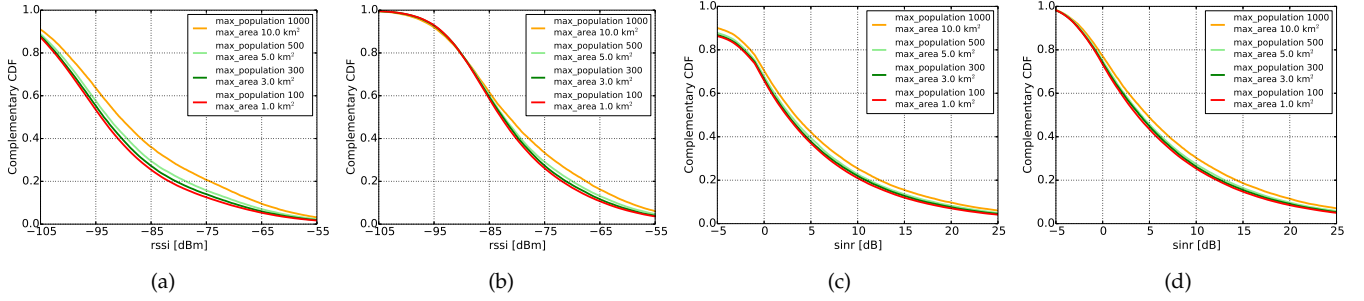 1.0
0.8
0.6
0.4
0.2
0.0
Complementary CDF
−105 −95 −85 −75 −65 −55
rssi [dBm]
max_population 1000
max_area 10.0 km²
max_population 500
max_area 5.0 km²
max_population 300
max_area 3.0 km²
max_population 100
max_area 1.0 km²
(a)
1.0
0.8
0.6
0.4
0.2
0.0
Complementary CDF
−105 −95 −85 −75 −65 −55
rssi [dBm]
max_population 1000
max_area 10.0 km²
max_population 500
max_area 5.0 km²
max_population 300
max_area 3.0 km²
max_population 100
max_area 1.0 km²
(b)
1.0
0.8
0.6
0.4
0.2
0.0
Complementary CDF
−5 0 5 10 15 20 25
sinr [dB]
max_population 1000
max_area 10.0 km²
max_population 500
max_area 5.0 km²
max_population 300
max_area 3.0 km²
max_population 100
max_area 1.0 km²
(c)
1.0
0.8
0.6
0.4
0.2
0.0
Complementary CDF
−5 0 5 10 15 20 25
sinr [dB]
max_population 1000
max_area 10.0 km²
max_population 500
max_area 5.0 km²
max_population 300
max_area 3.0 km²
max_population 100
max_area 1.0 km²
(d)